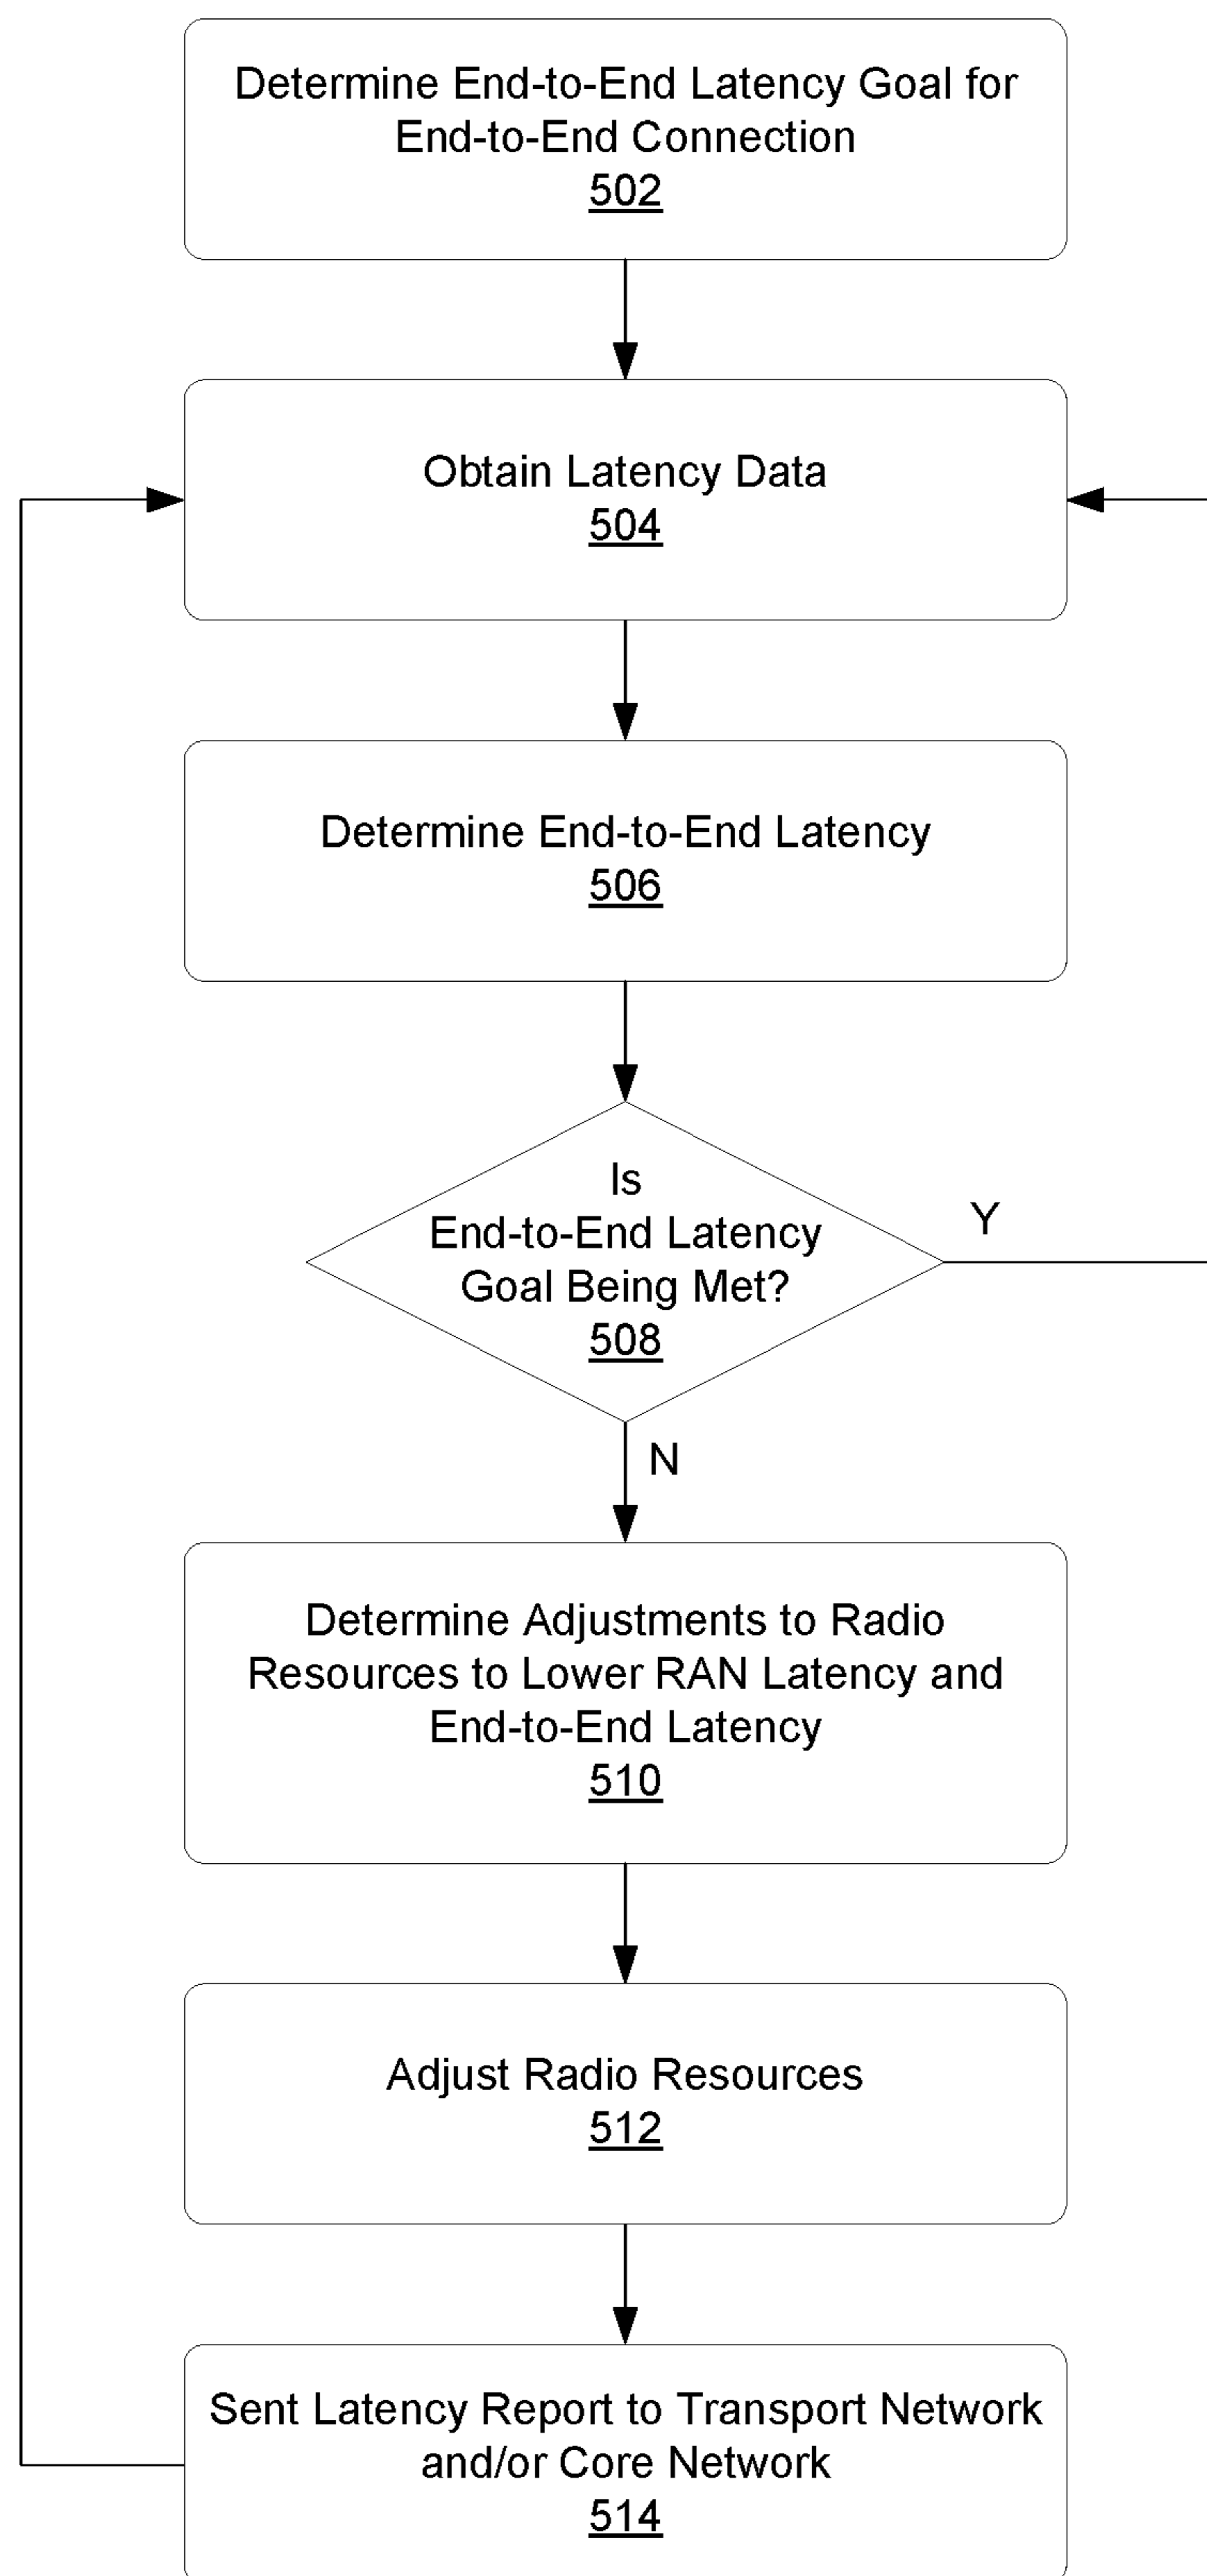 Determine End-to-End Latency Goal for
End-to-End Connection
502
Obtain Latency Data
504
Determine End-to-End Latency
506
Is
End-to-End Latency
Goal Being Met?
508
Y
N
Determine Adjustments to Radio
Resources to Lower RAN Latency and
End-to-End Latency
510
Adjust Radio Resources
512
Sent Latency Report to Transport Network
and/or Core Network
514